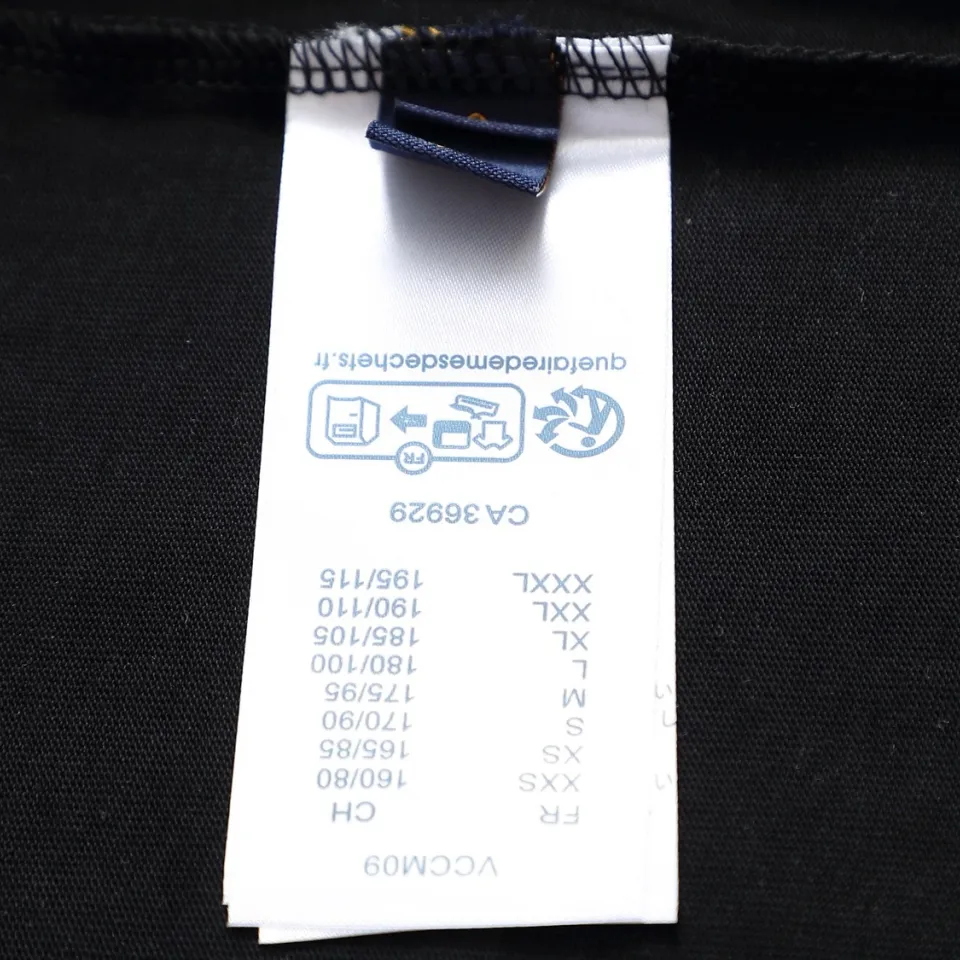 VCCM09
FR CH
XXS 160/80
XS 165/85
S 170/90
M 175/95
L 180/100
XL 185/105
XXL 190/110
XXXL 195/115
CA 36929
FR
quefairedemesdechets.fr